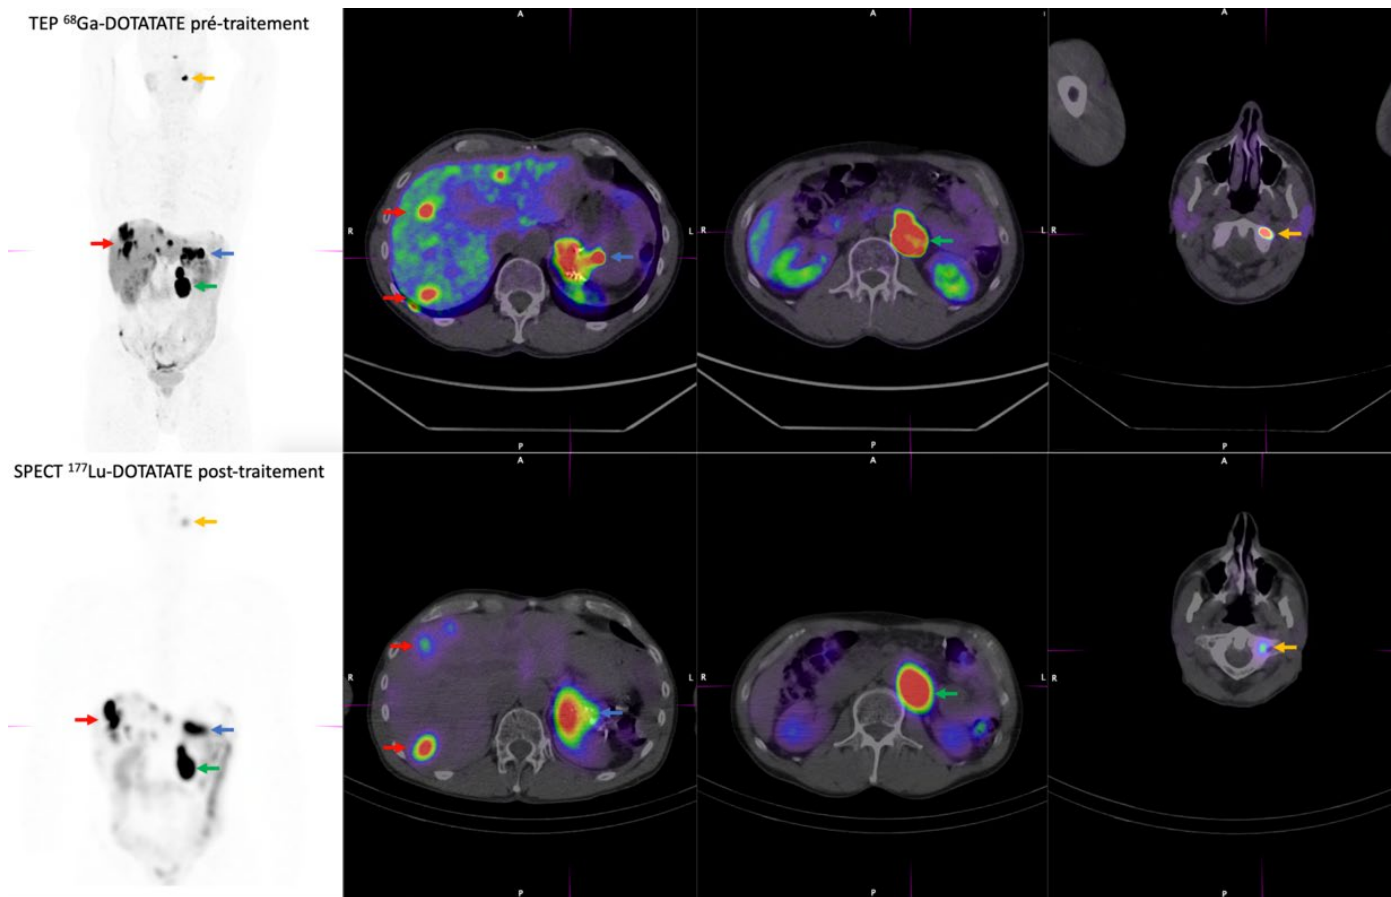 TEP ⁶⁸Ga-DOTATATE pré-traitement
A
A
A
R
L
R
L
R
P
P
P
SPECT ¹⁷⁷Lu-DOTATATE post-traitement
A
A
A
R
L
R
L
R
P
P
P